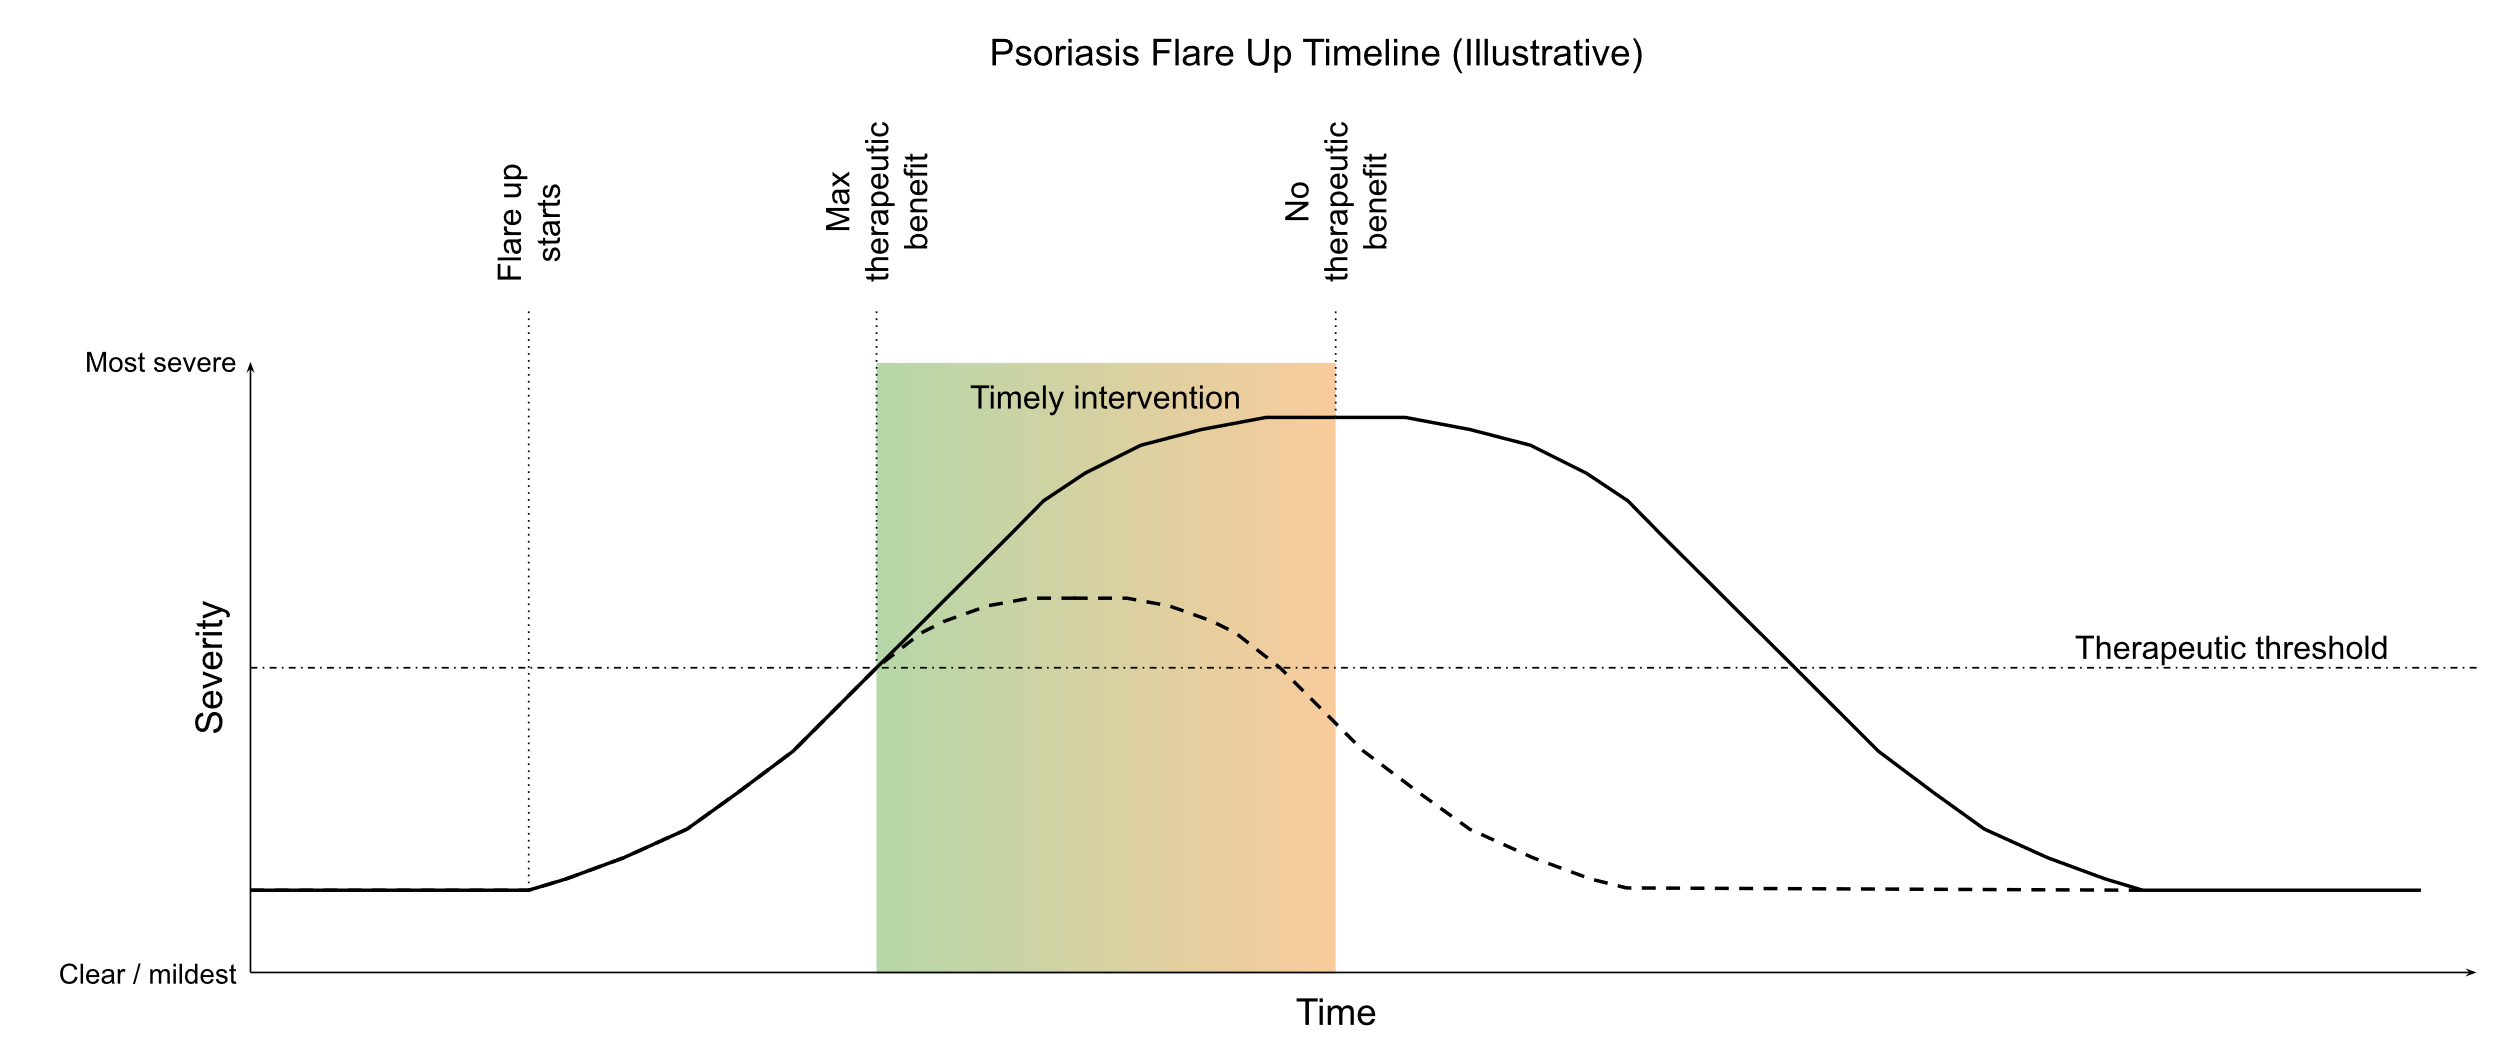 Psoriasis Flare Up Timeline (Illustrative)
Flare up
starts
Max
therapeutic
benefit
No
therapeutic
benefit
Most severe
Timely intervention
Therapeutic threshold
Severity
Clear / mildest
Time